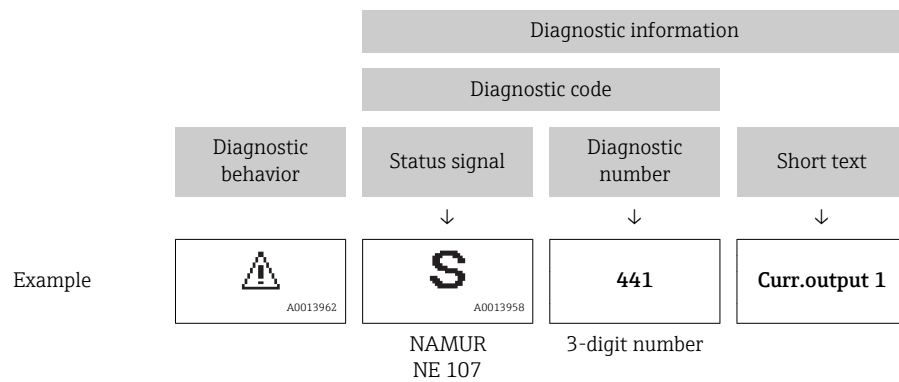 Diagnostic information
Diagnostic code
Diagnostic
behavior
Status signal
Diagnostic
number
Short text
↓ ↓ ↓
Example
A0013962
S
A0013958
441
Curr.output 1
NAMUR
NE 107
3-digit number